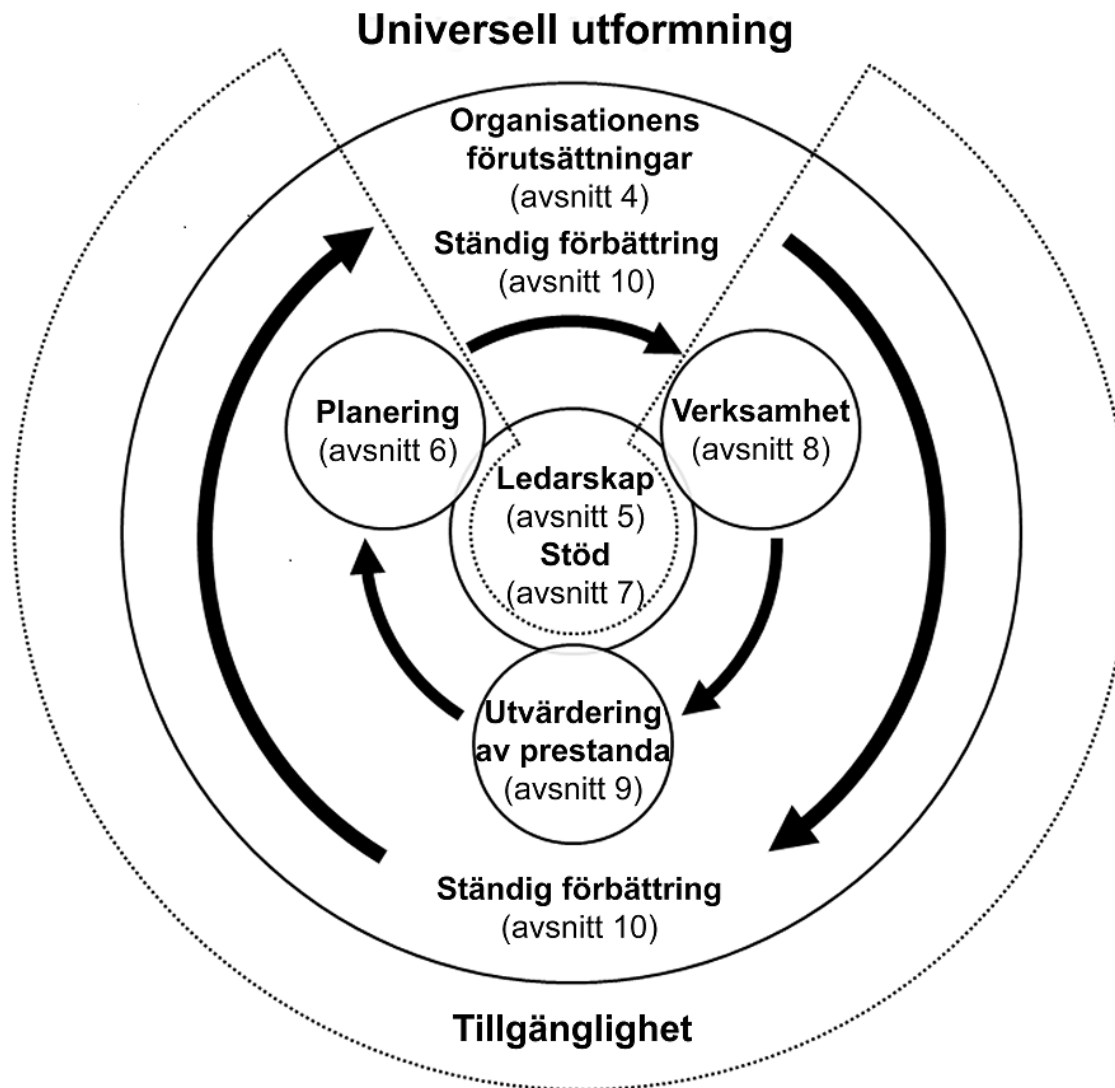 Universell utformning
Organisationens
förutsättningar
(avsnitt 4)
Ständig förbättring
(avsnitt 10)
Planering
(avsnitt 6)
Verksamhet
(avsnitt 8)
Ledarskap
(avsnitt 5)
Stöd
(avsnitt 7)
Utvärdering
av prestanda
(avsnitt 9)
Ständig förbättring
(avsnitt 10)
Tillgänglighet